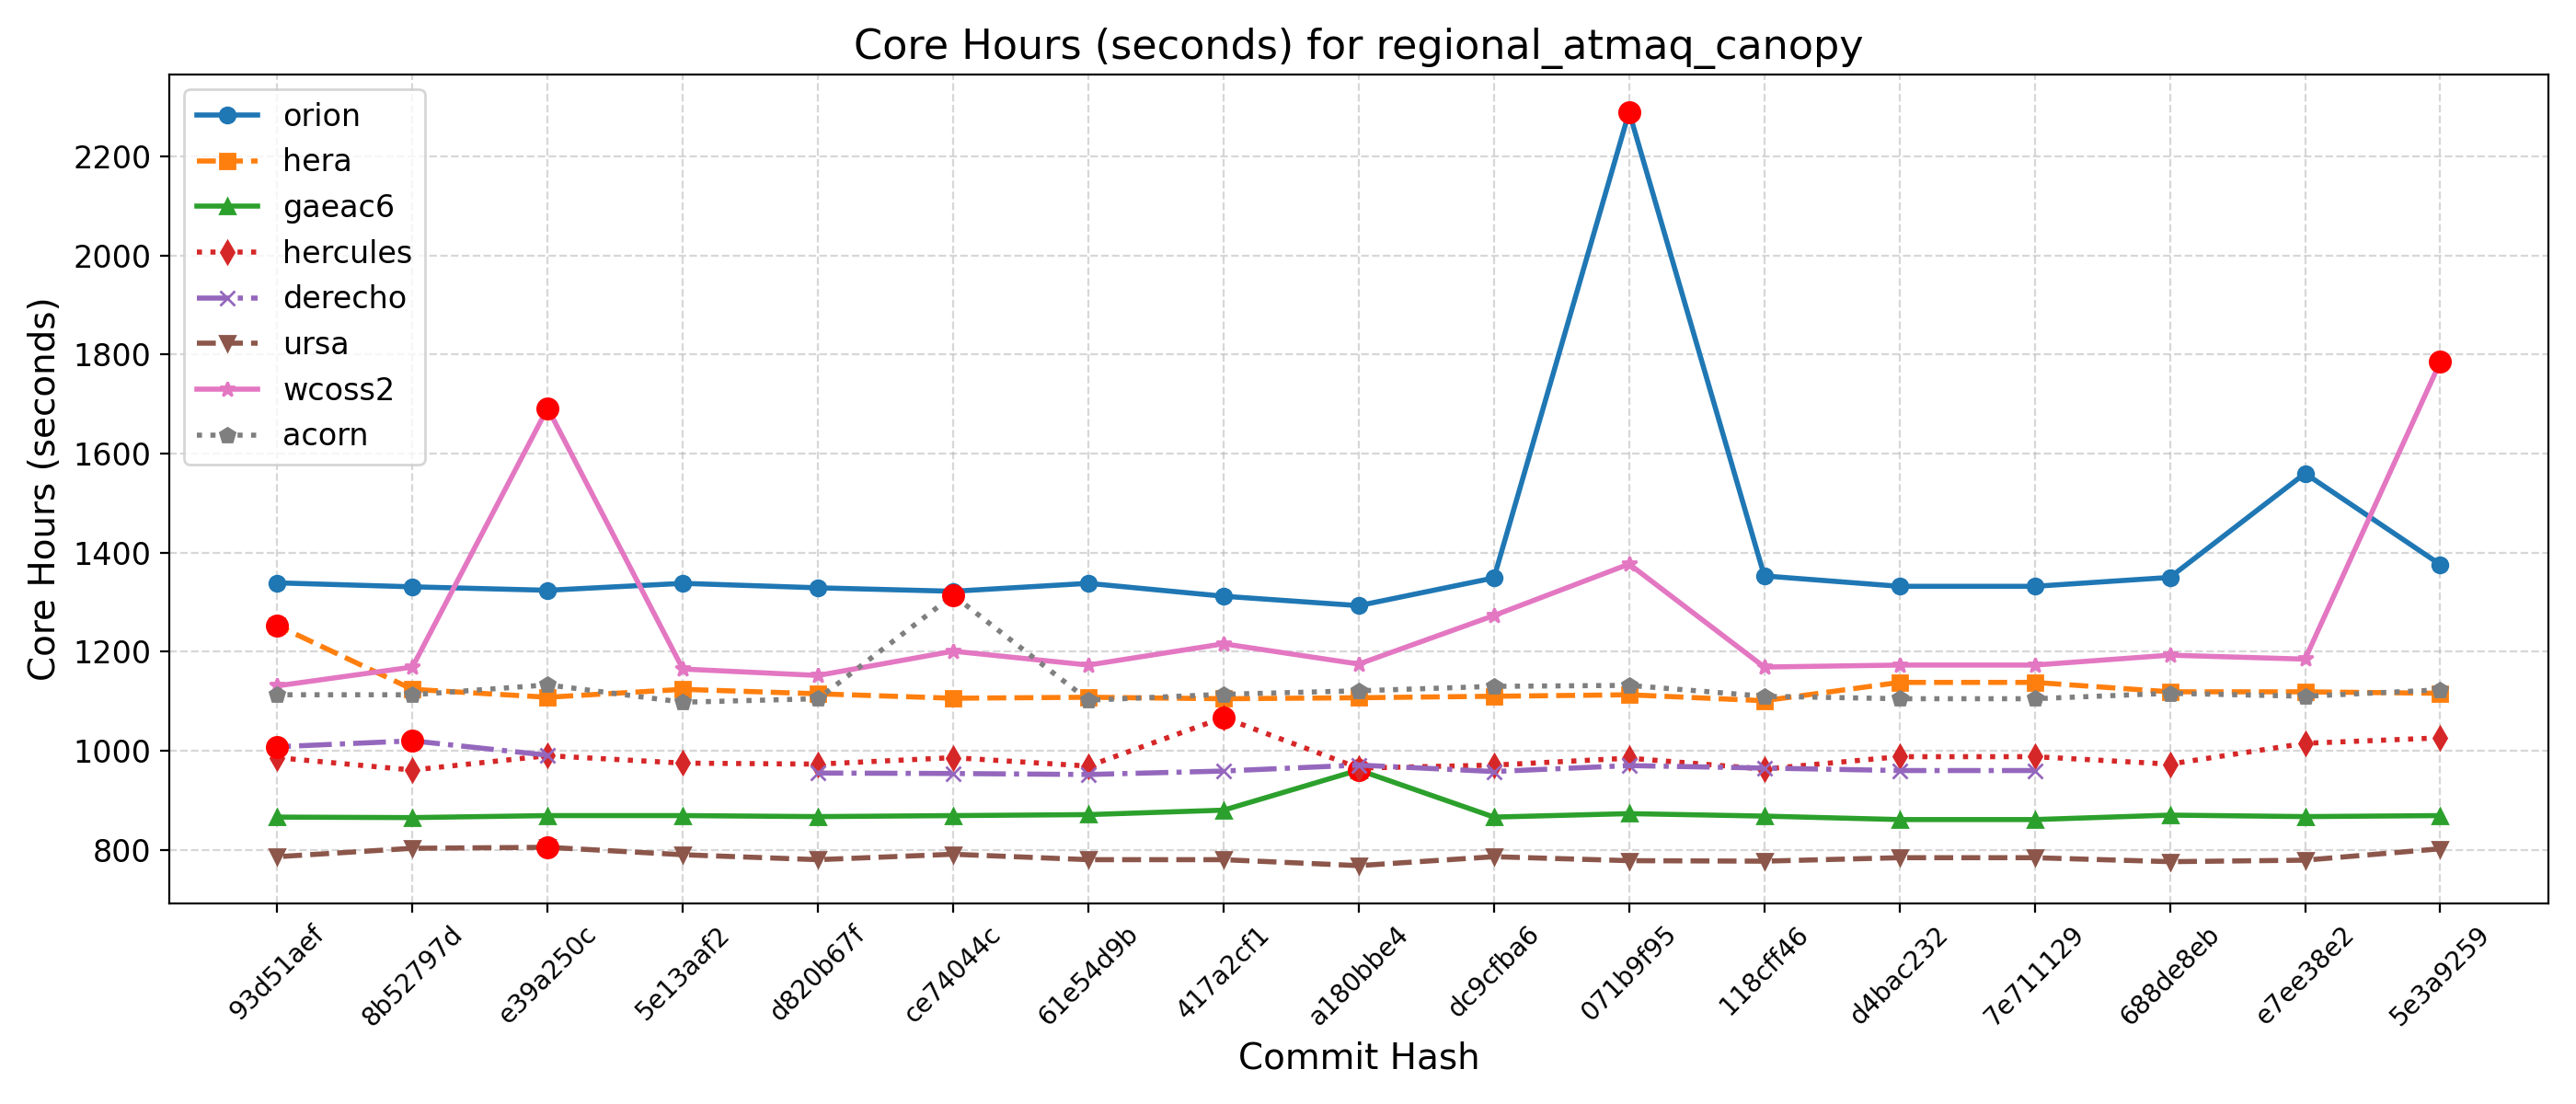 Core Hours (seconds) for regional_atmaq_canopy
orion
hera
gaeac6
hercules
derecho
ursa
wcoss2
acorn
Core Hours (seconds)
2200
2000
1800
1600
1400
1200
1000
800
93d51aef
8b52797d
e39a250c
5e13aaf2
d820b67f
ce74044c
61e54d9b
417a2cf1
a180bbe4
dc9cfba6
071b9f95
118cff46
d4bac232
7e711129
688de8eb
e7ee38e2
5e3a9259
Commit Hash